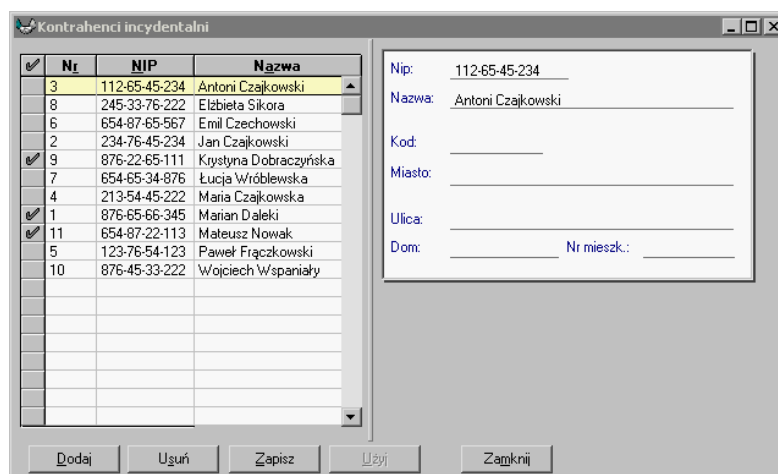 Kontrahenci incydentalni
Nr NIP Nazwa
3 112-65-45-234 Antoni Czajkowski
8 245-33-76-222 Elżbieta Sikora
6 654-87-65-567 Emil Czechowski
2 234-76-45-234 Jan Czajkowski
9 876-22-65-111 Krystyna Dobraczyńska
7 654-65-34-876 Łucja Wróblewska
4 213-54-45-222 Maria Czajkowska
1 876-65-66-345 Marian Daleki
11 654-87-22-113 Mateusz Nowak
5 123-76-54-123 Paweł Frączkowski
10 876-45-33-222 Wojciech Wspaniały
Nip: 112-65-45-234
Nazwa: Antoni Czajkowski
Kod:
Miasto:
Ulica:
Dom: Nr mieszk.:
Dodaj Usuń Zapisz Użyj Zamknij